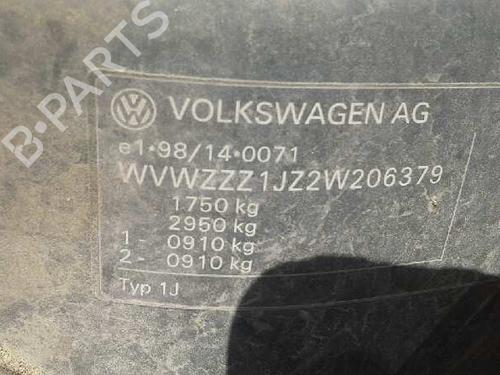 B-PARTS
VOLKSWAGEN AG
e1*98/14*0071
WVWZZZ1JZ2W206379
1750 kg
2950 kg
1 - 0910 kg
2 - 0910 kg
Typ 1J